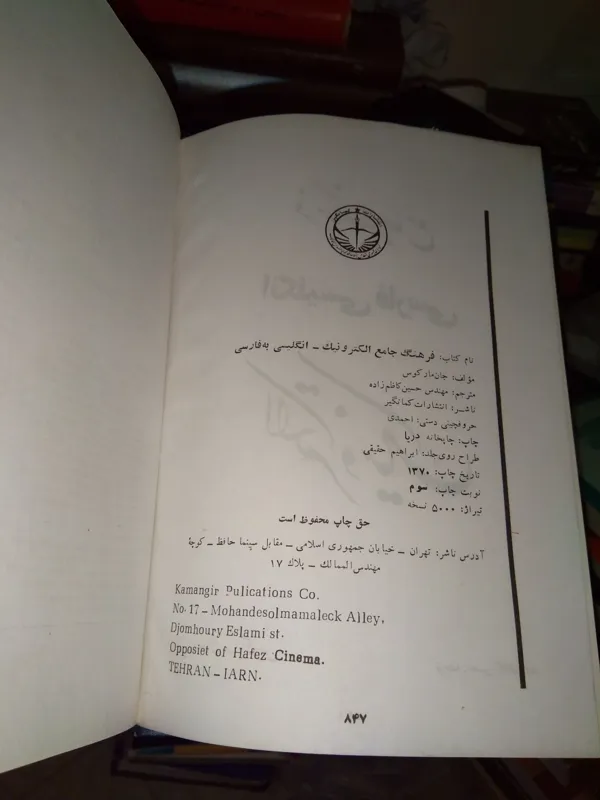 نام کتاب: فرهنگ جامع الکترونیک – انگلیسی به فارسی
مؤلف: جان‌مارکوس
مترجم: مهندس حسین کاظم‌زاده
ناشر: انتشارات کمانگیر
حروفچینی دستی: احمدی
چاپ: چاپخانه دریا
طراح روی‌جلد: ابراهیم حقیقی
تاریخ چاپ: ۱۳۷۰
نوبت چاپ: سوم
تیراژ: ۵۰۰۰ نسخه
حق چاپ محفوظ است
آدرس ناشر: تهران – خیابان جمهوری اسلامی – مقابل سینما حافظ – کوچهٔ
مهندس‌الممالک – پلاک ۱۷
Kamangir Pulications Co.
No. 17 – Mohandesolmamaleck Alley,
Djomhoury Eslami st.
Opposiet of Hafez Cinema.
TEHRAN – IARN.
۸۴۷